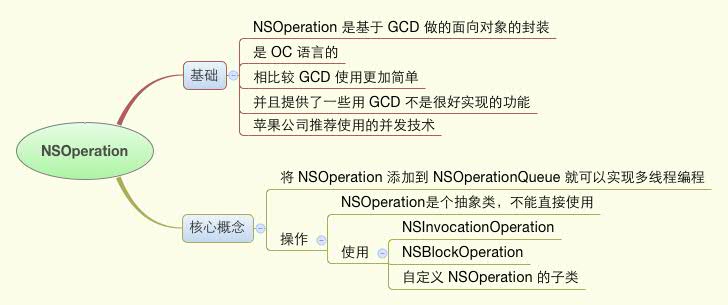 NSOperation
基础
NSOperation 是基于 GCD 做的面向对象的封装
是 OC 语言的
相比较 GCD 使用更加简单
并且提供了一些用 GCD 不是很好实现的功能
苹果公司推荐使用的并发技术
核心概念
将 NSOperation 添加到 NSOperationQueue 就可以实现多线程编程
操作
NSOperation是个抽象类，不能直接使用
使用
NSInvocationOperation
NSBlockOperation
自定义 NSOperation 的子类